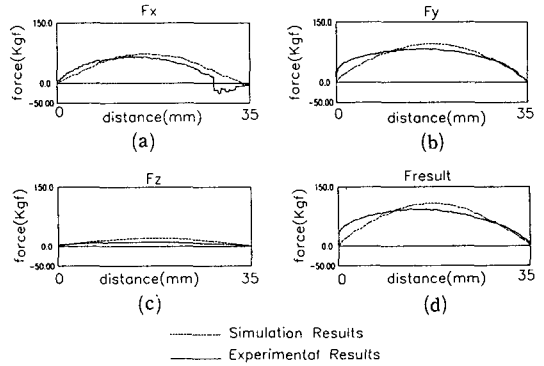 Fx
150.0
force(Kgf)
0.0
-50.00
0
35
distance(mm)
(a)
Fy
150.0
force(Kgf)
0.0
-50.00
0
35
distance(mm)
(b)
Fz
150.0
force(Kgf)
0.0
-50.00
0
35
distance(mm)
(c)
Fresult
150.0
force(Kgf)
0.0
-50.00
0
35
distance(mm)
(d)
Simulation Results
Experimental Results